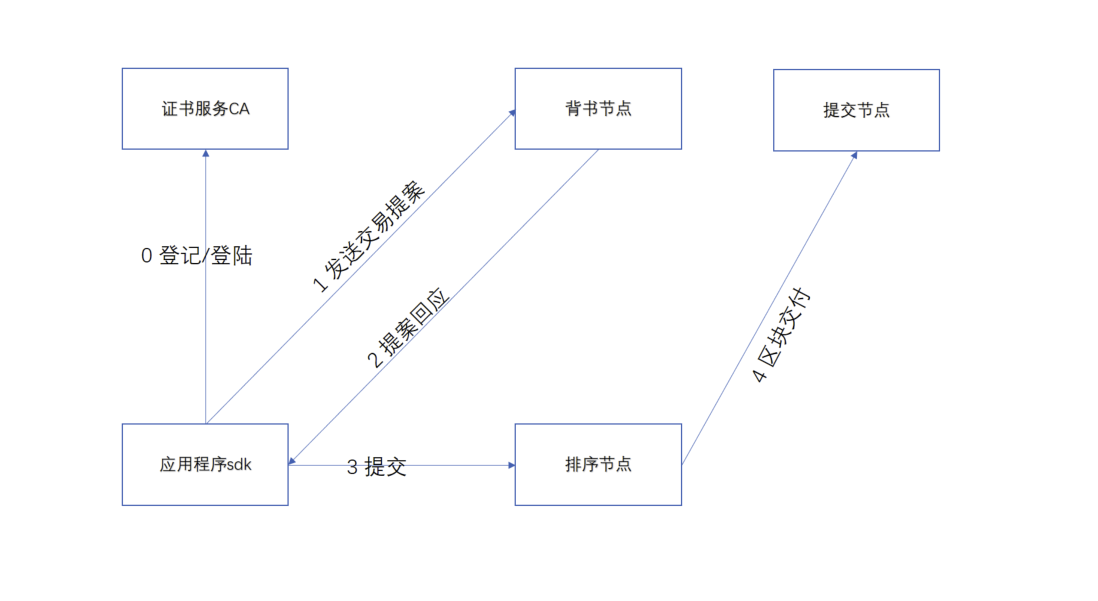 证书服务CA
背书节点
提交节点
0 登记/登陆
1 发送交易提案
2 提案回应
4 区块交付
应用程序sdk
3 提交
排序节点